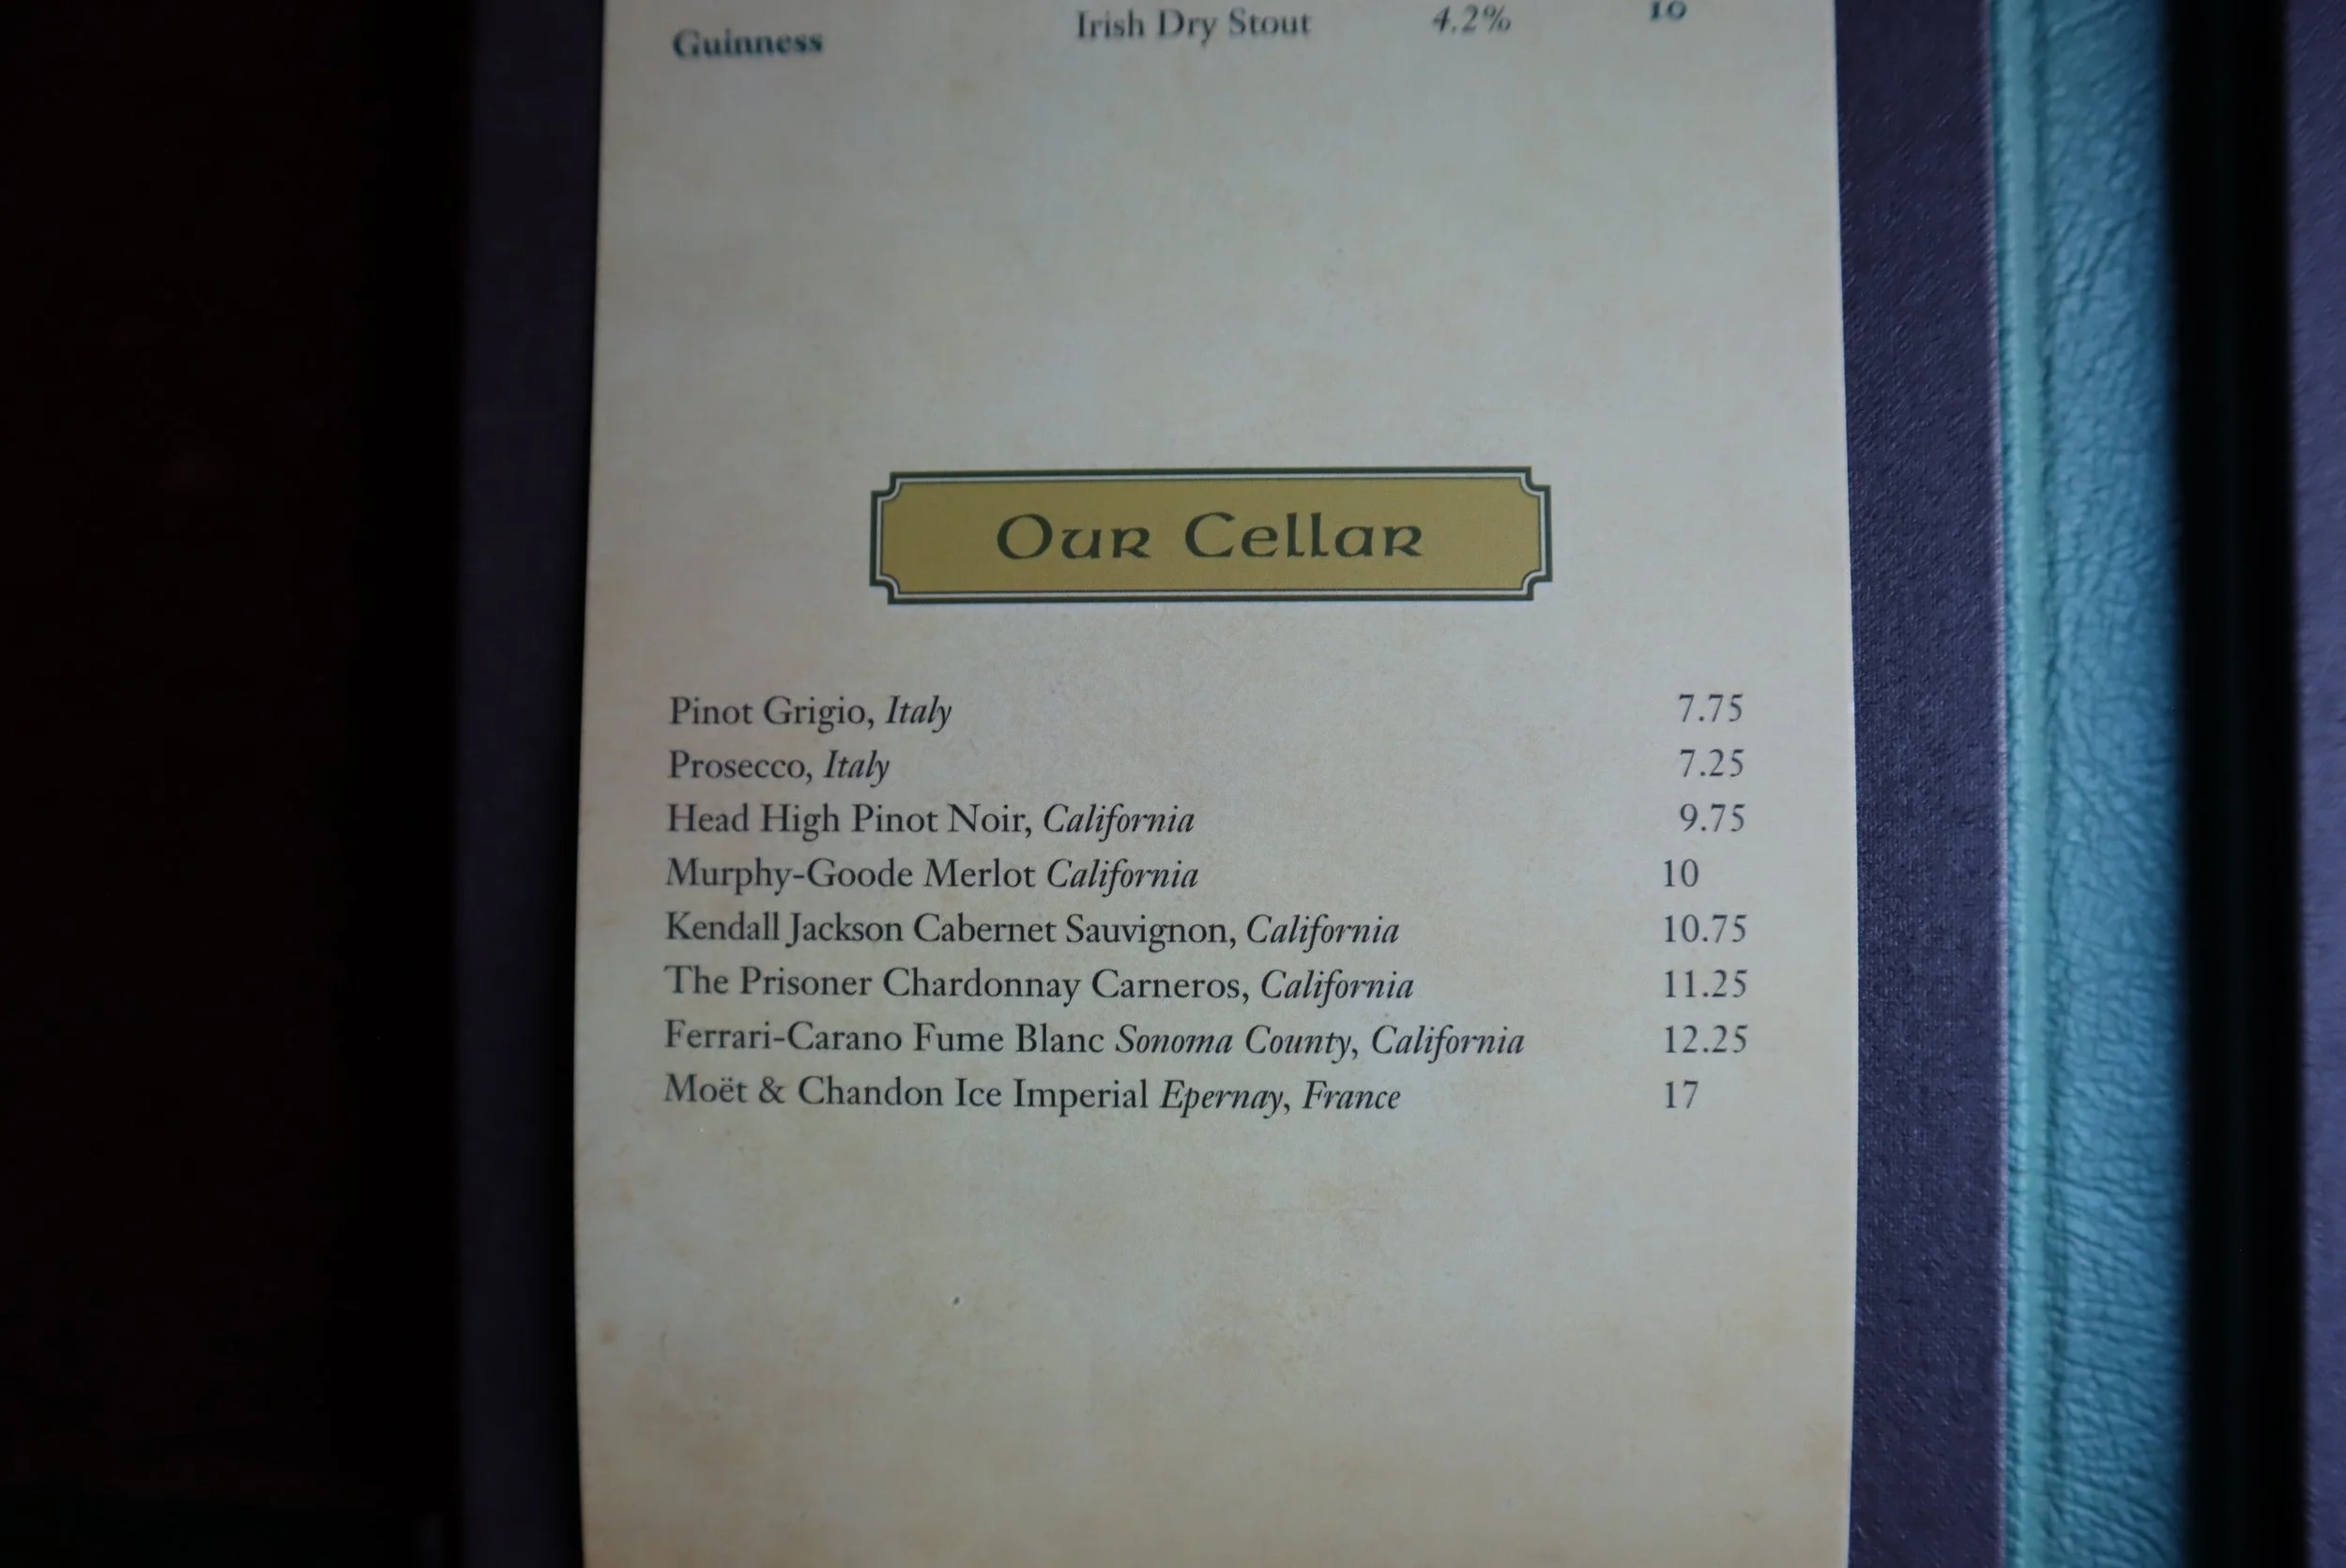 Guinness Irish Dry Stout 4.2% 10
Our Cellar
Pinot Grigio, Italy 7.75
Prosecco, Italy 7.25
Head High Pinot Noir, California 9.75
Murphy-Goode Merlot California 10
Kendall Jackson Cabernet Sauvignon, California 10.75
The Prisoner Chardonnay Carneros, California 11.25
Ferrari-Carano Fume Blanc Sonoma County, California 12.25
Moët & Chandon Ice Imperial Epernay, France 17